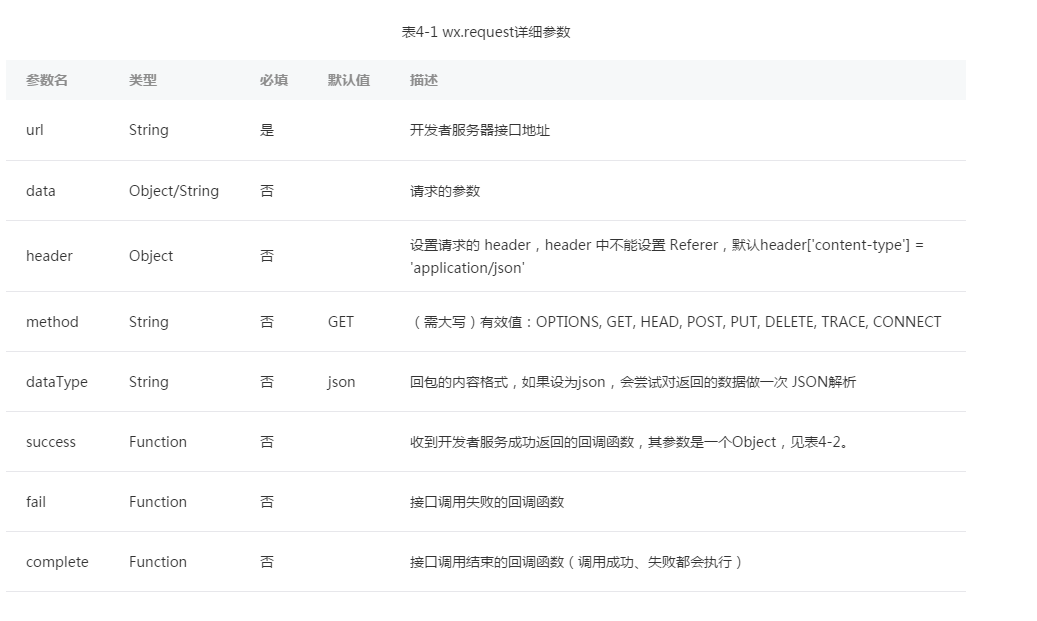 表4-1 wx.request详细参数
参数名 类型 必填 默认值 描述
url String 是 开发者服务器接口地址
data Object/String 否 请求的参数
header Object 否 设置请求的 header，header 中不能设置 Referer，默认header['content-type'] =
'application/json'
method String 否 GET （需大写）有效值：OPTIONS, GET, HEAD, POST, PUT, DELETE, TRACE, CONNECT
dataType String 否 json 回包的内容格式，如果设为json，会尝试对返回的数据做一次 JSON解析
success Function 否 收到开发者服务成功返回的回调函数，其参数是一个Object，见表4-2。
fail Function 否 接口调用失败的回调函数
complete Function 否 接口调用结束的回调函数（调用成功、失败都会执行）